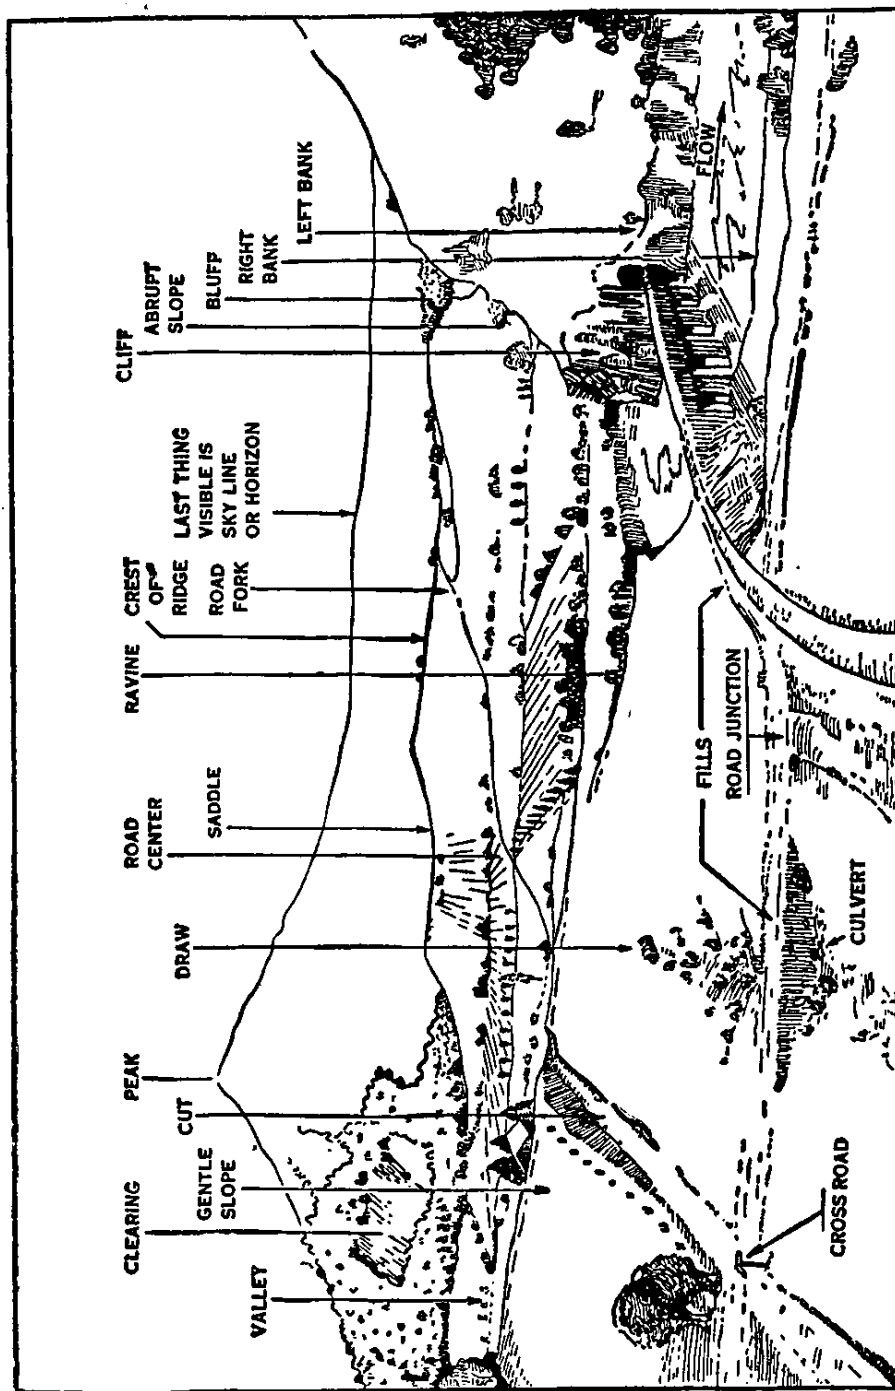 CLEARING
GENTLE
SLOPE
VALLEY
PEAK
CUT
DRAW
ROAD
CENTER
SADDLE
RAVINE
CREST
OF
RIDGE
ROAD
FORK
LAST THING
VISIBLE IS
SKY LINE
OR HORIZON
CLIFF
ABRUPT
SLOPE
BLUFF
RIGHT
BANK
LEFT BANK
FLOW
FILLS
ROAD JUNCTION
CULVERT
CROSS ROAD